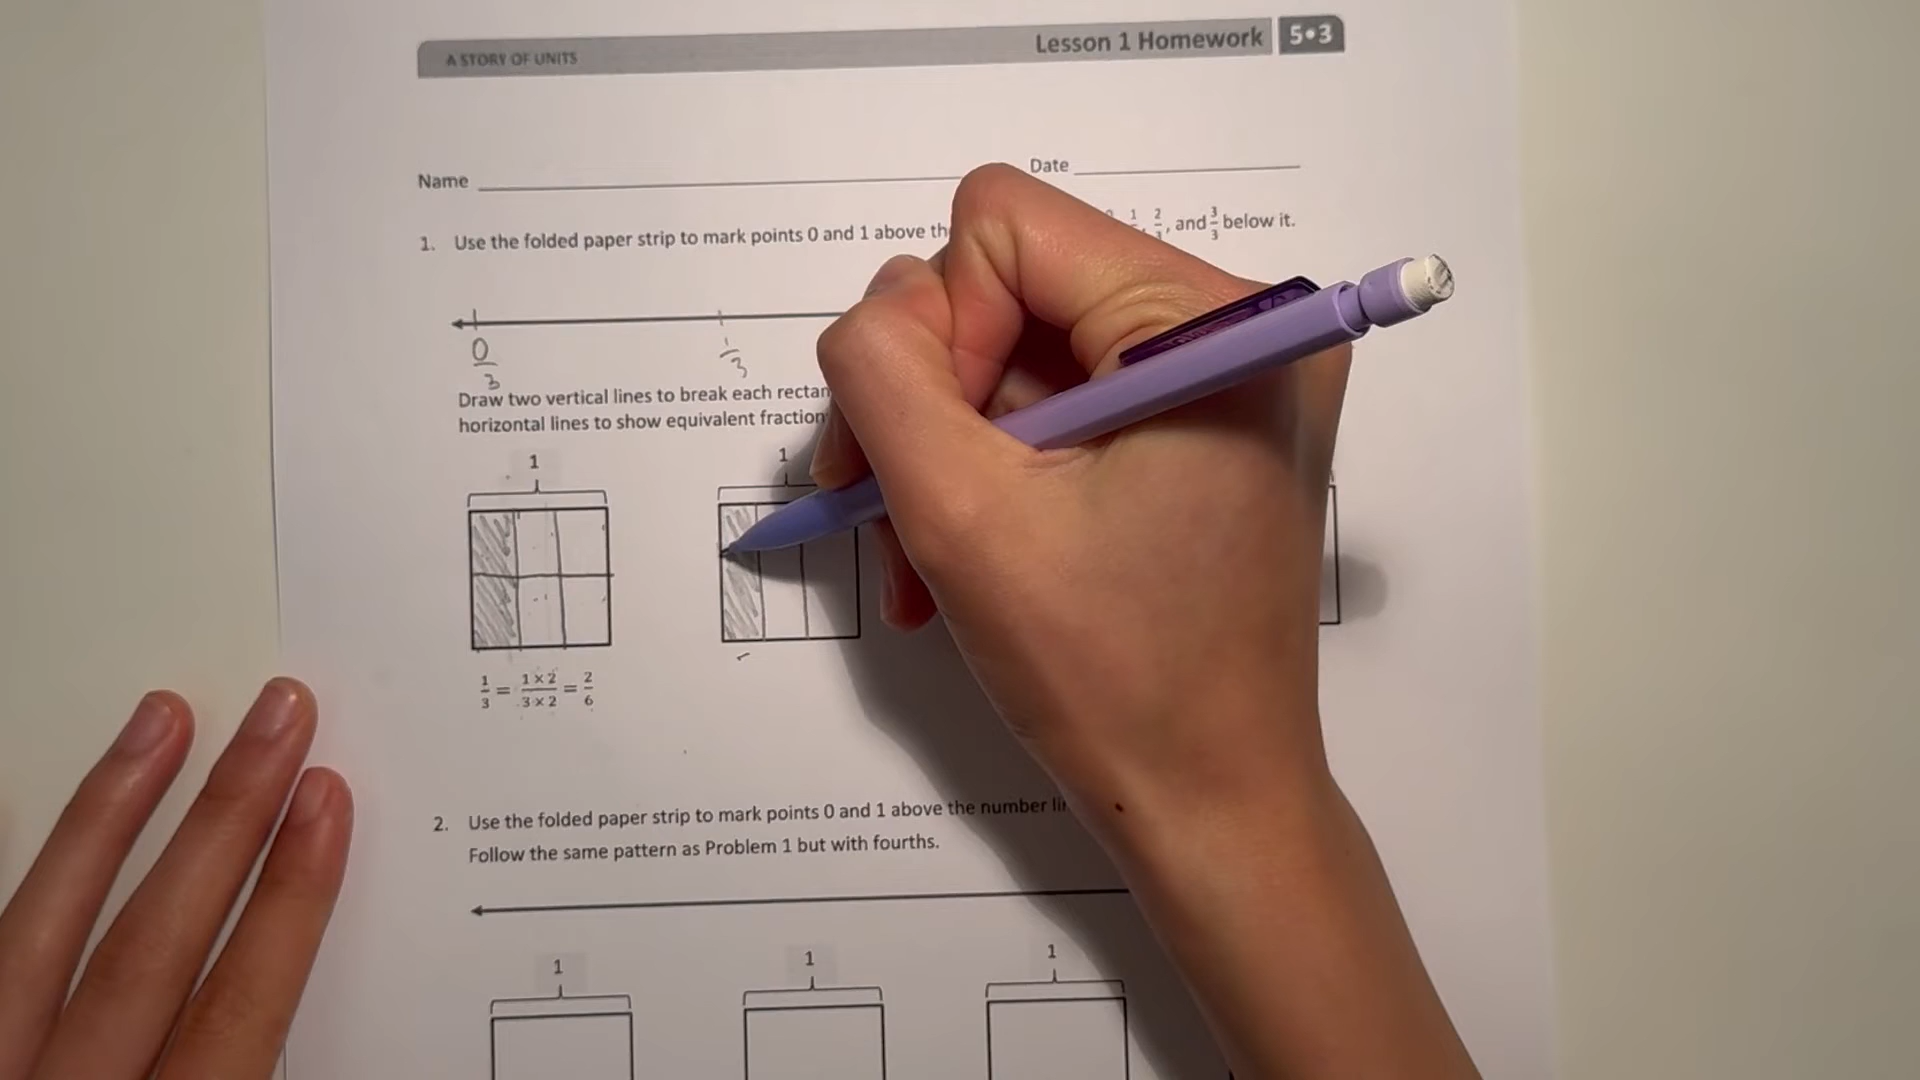 A STORY OF UNITS
Lesson 1 Homework 5•3
Name
Date
1. Use the folded paper strip to mark points 0 and 1 above 1 2/3, and 3/3 below it.
0/3 1/3
Draw two vertical lines to break each
horizontal lines to show equivalent
1 1
1/3 = 1 x 2/3 x 2 = 2/6
2. Use the folded paper strip to mark points 0 and 1 above the number
Follow the same pattern as Problem 1 but with fourths.
1 1 1